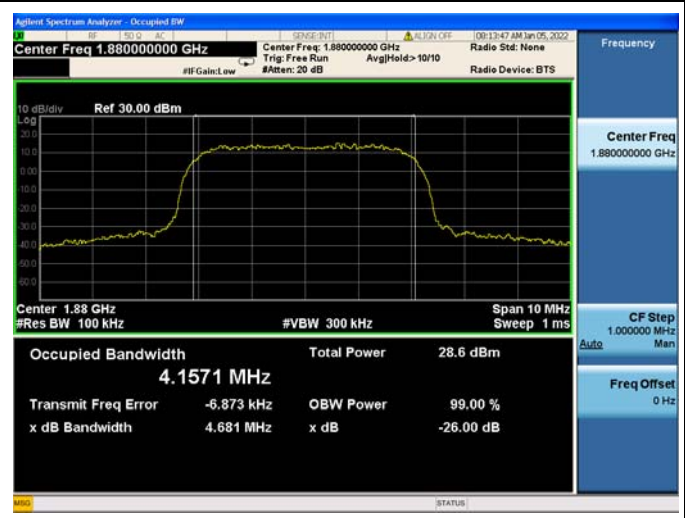 Agilent Spectrum Analyzer - Occupied BW
RF 50 Ω AC SENSE:INT ALIGN OFF 08:13:47 AM Jan 05, 2022
Center Freq 1.880000000 GHz Center Freq: 1.880000000 GHz Radio Std: None
Trig: Free Run Avg|Hold:> 10/10
#IFGain:Low #Atten: 20 dB Radio Device: BTS
10 dB/div Ref 30.00 dBm
Log
20.0
10.0
0.00
-10.0
-20.0
-30.0
-40.0
-50.0
-60.0
Center 1.88 GHz Span 10 MHz
#Res BW 100 kHz #VBW 300 kHz Sweep 1 ms
Occupied Bandwidth Total Power 28.6 dBm
4.1571 MHz
Transmit Freq Error -6.873 kHz OBW Power 99.00 %
x dB Bandwidth 4.681 MHz x dB -26.00 dB
MSG STATUS
Frequency
Center Freq
1.880000000 GHz
CF Step
1.000000 MHz
Auto Man
Freq Offset
0 Hz